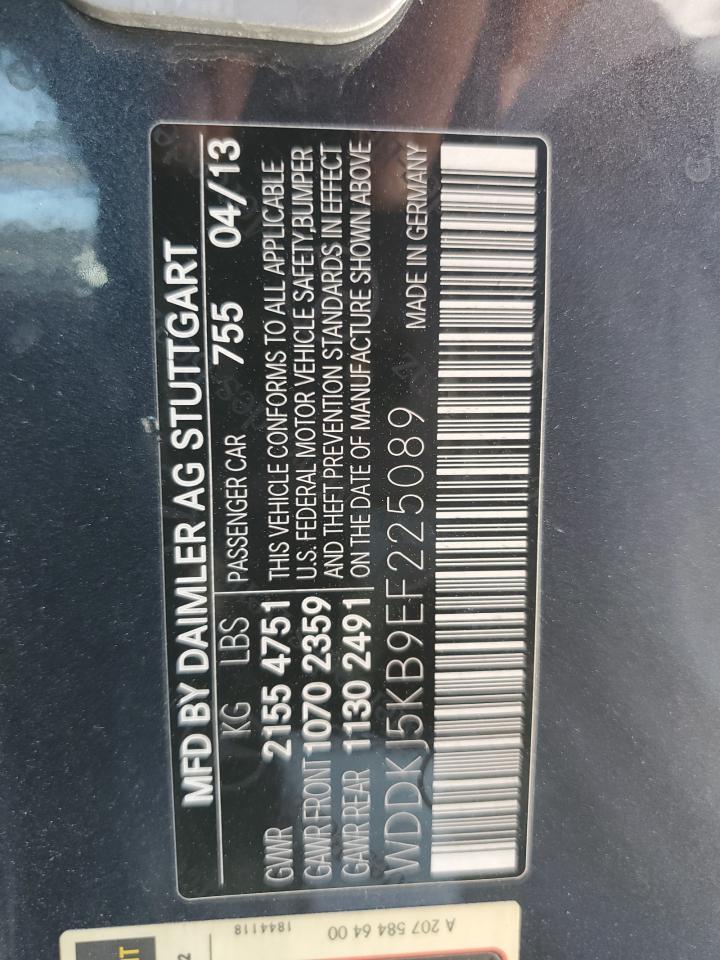 MFD BY DAIMLER AG STUTTGART
KG LBS PASSENGER CAR 755 04/13
GVWR 2155 4751 THIS VEHICLE CONFORMS TO ALL APPLICABLE
GAWR FRONT 1070 2359 U.S. FEDERAL MOTOR VEHICLE SAFETY,BUMPER
GAWR REAR 1130 2491 AND THEFT PREVENTION STANDARDS IN EFFECT
ON THE DATE OF MANUFACTURE SHOWN ABOVE
WDDKJ5KB9EF225089 MADE IN GERMANY
A 207 584 64 00
1844118